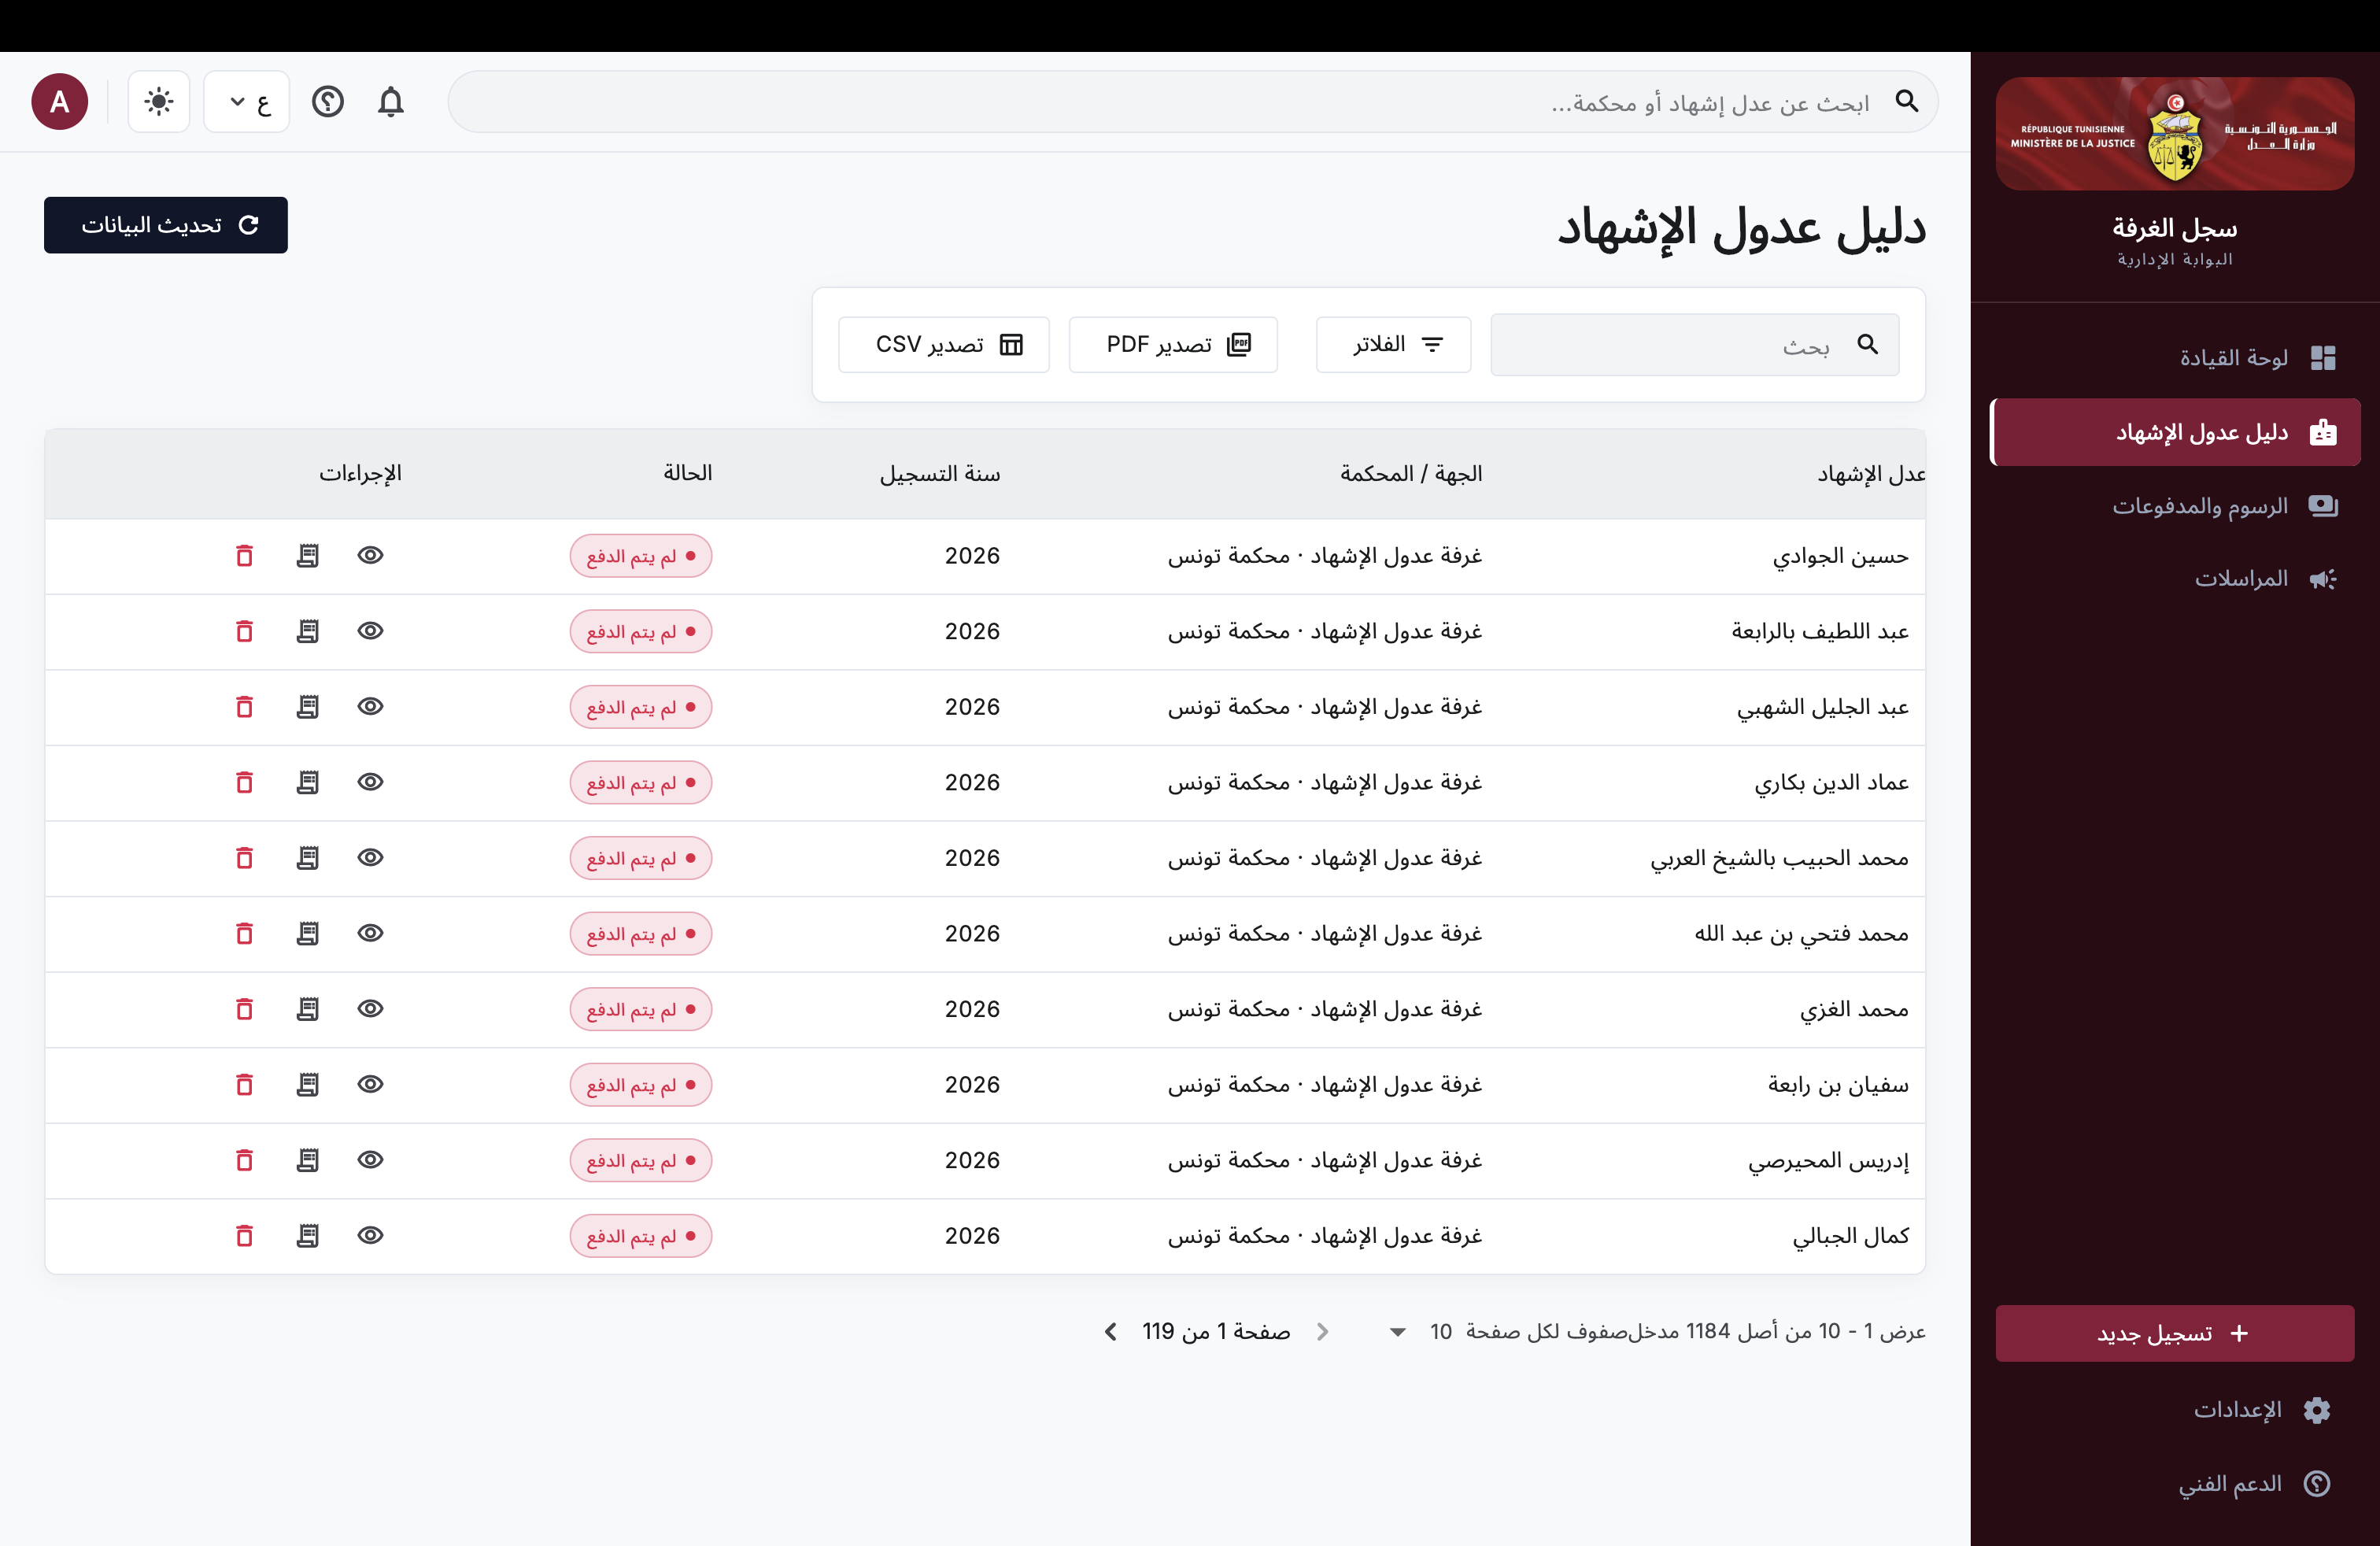 الجمهورية التونسية
وزارة العدل
RÉPUBLIQUE TUNISIENNE
MINISTÈRE DE LA JUSTICE
سجل الغرفة
البوابة الإدارية
لوحة القيادة
دليل عدول الإشهاد
الرسوم والمدفوعات
المراسلات
تسجيل جديد
الإعدادات
الدعم الفني
ابحث عن عدل إشهاد أو محكمة...
ع
A
دليل عدول الإشهاد
تحديث البيانات
بحث
الفلاتر
تصدير PDF
تصدير CSV
عدل الإشهاد الجهة / المحكمة سنة التسجيل الحالة الإجراءات
حسين الجوادي غرفة عدول الإشهاد · محكمة تونس 2026 لم يتم الدفع
عبد اللطيف بالرابعة غرفة عدول الإشهاد · محكمة تونس 2026 لم يتم الدفع
عبد الجليل الشهبي غرفة عدول الإشهاد · محكمة تونس 2026 لم يتم الدفع
عماد الدين بكاري غرفة عدول الإشهاد · محكمة تونس 2026 لم يتم الدفع
محمد الحبيب بالشيخ العربي غرفة عدول الإشهاد · محكمة تونس 2026 لم يتم الدفع
محمد فتحي بن عبد الله غرفة عدول الإشهاد · محكمة تونس 2026 لم يتم الدفع
محمد الغزي غرفة عدول الإشهاد · محكمة تونس 2026 لم يتم الدفع
سفيان بن رابعة غرفة عدول الإشهاد · محكمة تونس 2026 لم يتم الدفع
إدريس المحيرصي غرفة عدول الإشهاد · محكمة تونس 2026 لم يتم الدفع
كمال الجبالي غرفة عدول الإشهاد · محكمة تونس 2026 لم يتم الدفع
عرض 1 - 10 من أصل 1184 مدخل صفوف لكل صفحة 10 صفحة 1 من 119